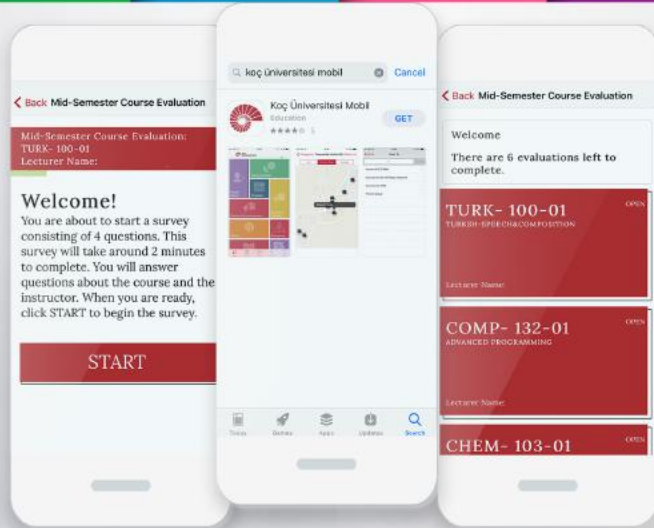 Back Mid-Semester Course Evaluation
Mid-Semester Course Evaluation:
TURK- 100-01
Lecturer Name:
Welcome!
You are about to start a survey
consisting of 4 questions. This
survey will take around 2 minutes
to complete. You will answer
questions about the course and the
instructor. When you are ready,
click START to begin the survey.
START
koç üniversitesi mobil
Cancel
Koç Üniversitesi Mobil
Education
GET
Today Games Apps Updates Search
Back Mid-Semester Course Evaluation
Welcome
There are 6 evaluations left to
complete.
TURK- 100-01
OPEN
TURKISH-SPEECH&COMPOSITION
Lecturer Name:
COMP- 132-01
OPEN
ADVANCED PROGRAMMING
Lecturer Name:
CHEM- 103-01
OPEN